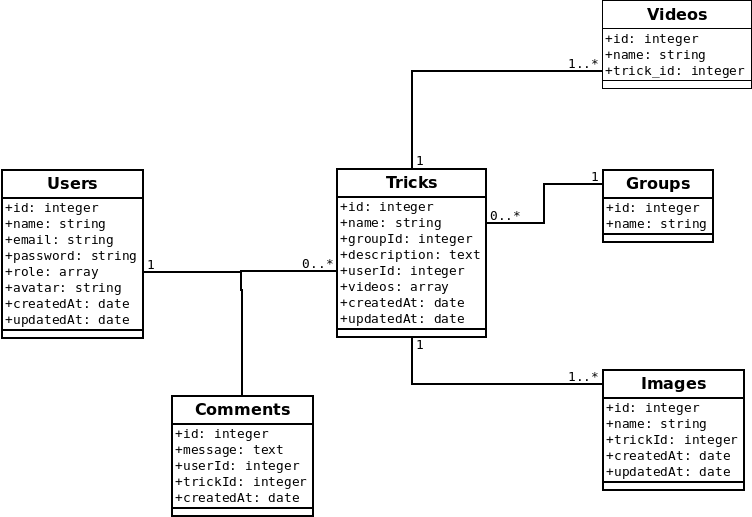 Videos
+id: integer
+name: string
+trick_id: integer
1..*
1
Users
+id: integer
+name: string
+email: string
+password: string
+role: array
+avatar: string
+createdAt: date
+updatedAt: date
1
0..*
Tricks
+id: integer
+name: string
+groupId: integer
+description: text
+userId: integer
+videos: array
+createdAt: date
+updatedAt: date
0..*
1
Groups
+id: integer
+name: string
1
1..*
Images
+id: integer
+name: string
+trickId: integer
+createdAt: date
+updatedAt: date
Comments
+id: integer
+message: text
+userId: integer
+trickId: integer
+createdAt: date